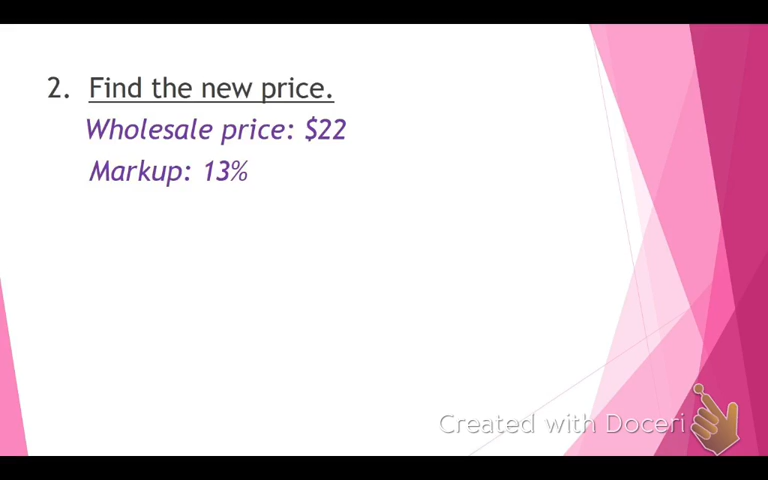 2. Find the new price.
Wholesale price: $22
Markup: 13%
Created with Doceri